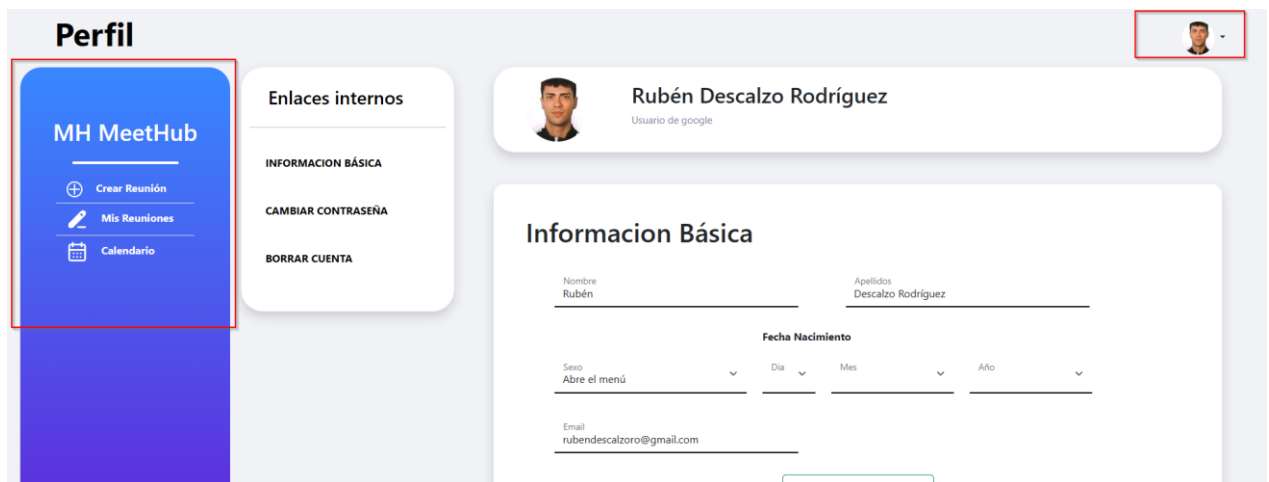 Perfil
MH MeetHub
Crear Reunión
Mis Reuniones
Calendario
Enlaces internos
INFORMACION BÁSICA
CAMBIAR CONTRASEÑA
BORRAR CUENTA
Rubén Descalzo Rodríguez
Usuario de google
Informacion Básica
Nombre
Rubén
Apellidos
Descalzo Rodríguez
Fecha Nacimiento
Sexo
Abre el menú
Dia
Mes
Año
Email
rubendescalzoro@gmail.com